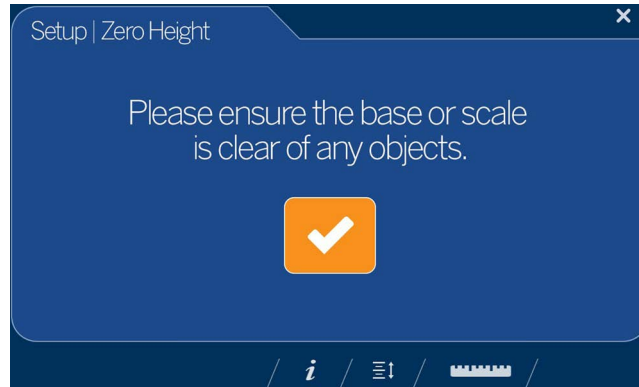 Setup | Zero Height
Please ensure the base or scale
is clear of any objects.
i